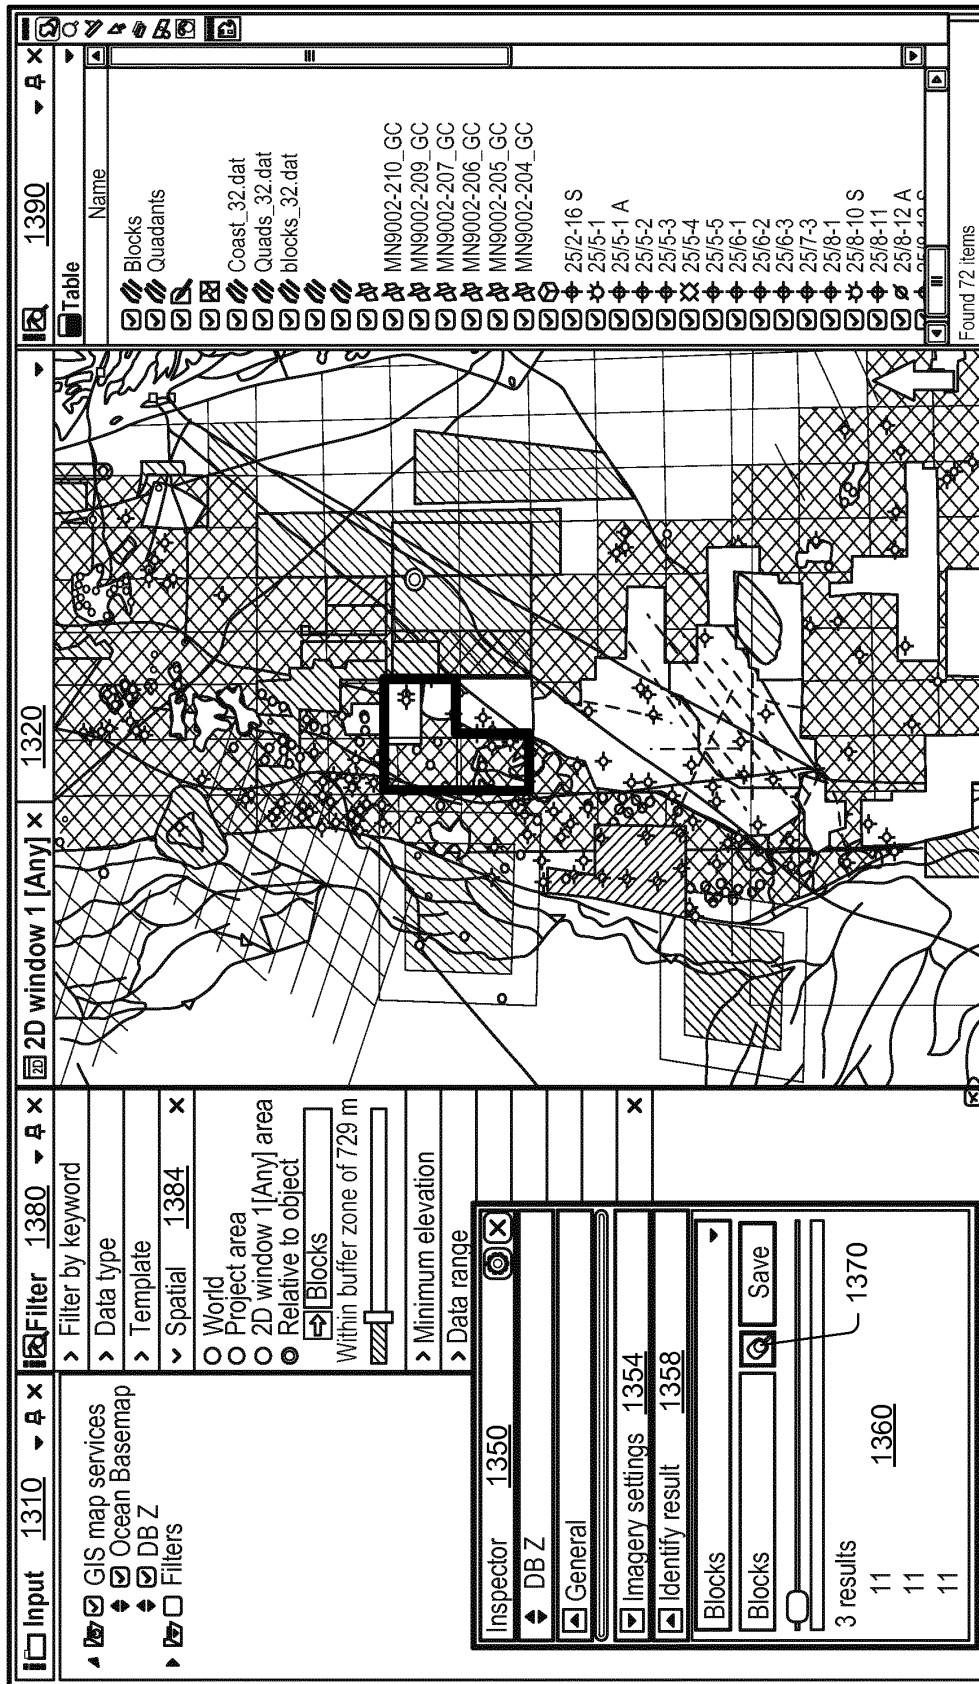 Input 1310
GIS map services
Ocean Basemap
DB Z
Filters
Filter 1380
Filter by keyword
Data type
Template
Spatial 1384
World
Project area
2D window 1[Any] area
Relative to object
Blocks
Within buffer zone of 729 m
Minimum elevation
Data range
Inspector 1350
DB Z
General
Imagery settings 1354
Identify result 1358
Blocks
Blocks
Save
3 results
11
11
11
1360
1370
2D
2D window 1 [Any]
1320
1390
Table
Name
Blocks
Quadants
Coast_32.dat
Quads_32.dat
blocks_32.dat
MN9002-210_GC
MN9002-209_GC
MN9002-207_GC
MN9002-206_GC
MN9002-205_GC
MN9002-204_GC
25/2-16 S
25/5-1
25/5-1 A
25/5-2
25/5-3
25/5-4
25/5-5
25/6-1
25/6-2
25/6-3
25/7-3
25/8-1
25/8-10 S
25/8-11
25/8-12 A
Found 72 items